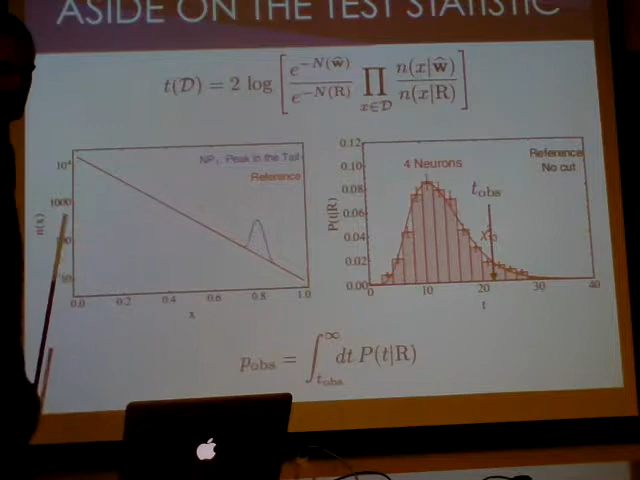 ASIDE ON THE TEST STATISTIC
t(D) = 2 log [ e^{-N(ŵ)} / e^{-N(R)} ∏_{x∈D} n(x|ŵ) / n(x|R) ]
NP, Peak in the Tail
Reference
n(x)
10⁴
1000
0.0 0.2 0.4 0.6 0.8 1.0
x
4 Neurons
Reference
No cut
t_obs
P(t|R)
0.12
0.10
0.08
0.06
0.04
0.02
0.00
0 10 20 30 40
t
p_obs = ∫_{t_obs}^{∞} dt P(t|R)